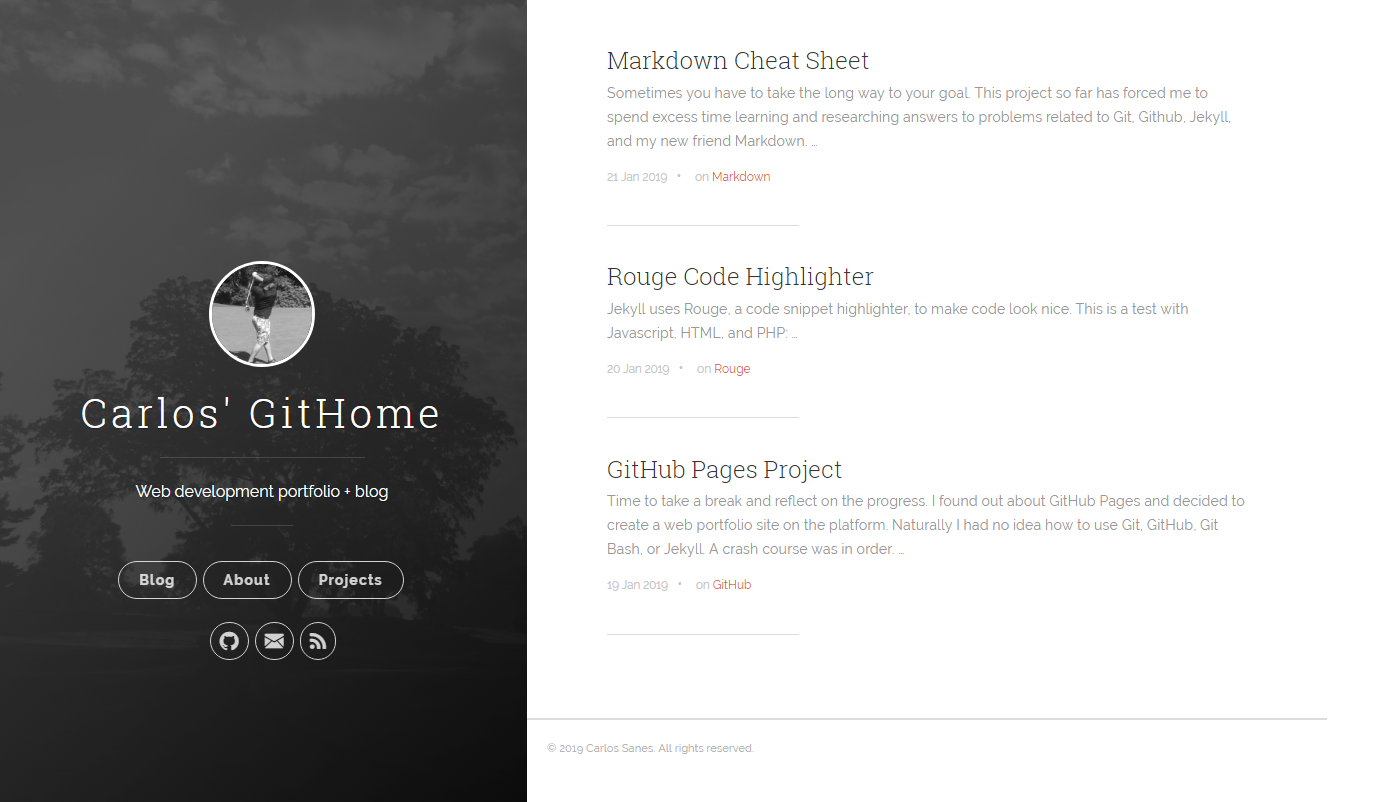 Carlos' GitHome
Web development portfolio + blog
Blog About Projects
Markdown Cheat Sheet
Sometimes you have to take the long way to your goal. This project so far has forced me to
spend excess time learning and researching answers to problems related to Git, Github, Jekyll,
and my new friend Markdown. …
21 Jan 2019 • on Markdown
Rouge Code Highlighter
Jekyll uses Rouge, a code snippet highlighter, to make code look nice. This is a test with
Javascript, HTML, and PHP: …
20 Jan 2019 • on Rouge
GitHub Pages Project
Time to take a break and reflect on the progress. I found out about GitHub Pages and decided to
create a web portfolio site on the platform. Naturally I had no idea how to use Git, GitHub, Git
Bash, or Jekyll. A crash course was in order. …
19 Jan 2019 • on GitHub
© 2019 Carlos Sanes. All rights reserved.